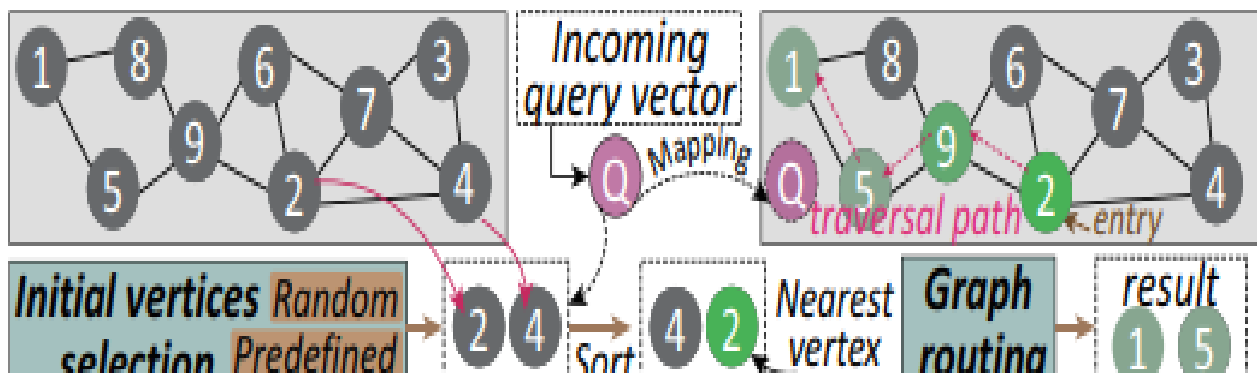 1 8 6 3
7
9
5 2 4
Incoming
query vector
Q Mapping Q
1 8 6 3
7
9
5 2 4
traversal path
entry
Initial vertices
selection
Random
Predefined
2 4
Sort
4 2
Nearest
vertex
Graph
routing
result
1 5